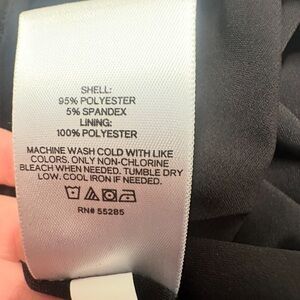 SHELL:
95% POLYESTER
5% SPANDEX
LINING:
100% POLYESTER
MACHINE WASH COLD WITH LIKE
COLORS. ONLY NON-CHLORINE
BLEACH WHEN NEEDED. TUMBLE DRY
LOW. COOL IRON IF NEEDED.
RN# 55285